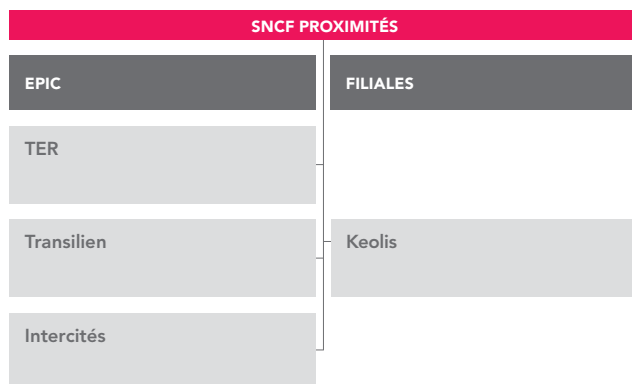 SNCF PROXIMITÉS
EPIC
FILIALES
TER
Transilien
Keolis
Intercités